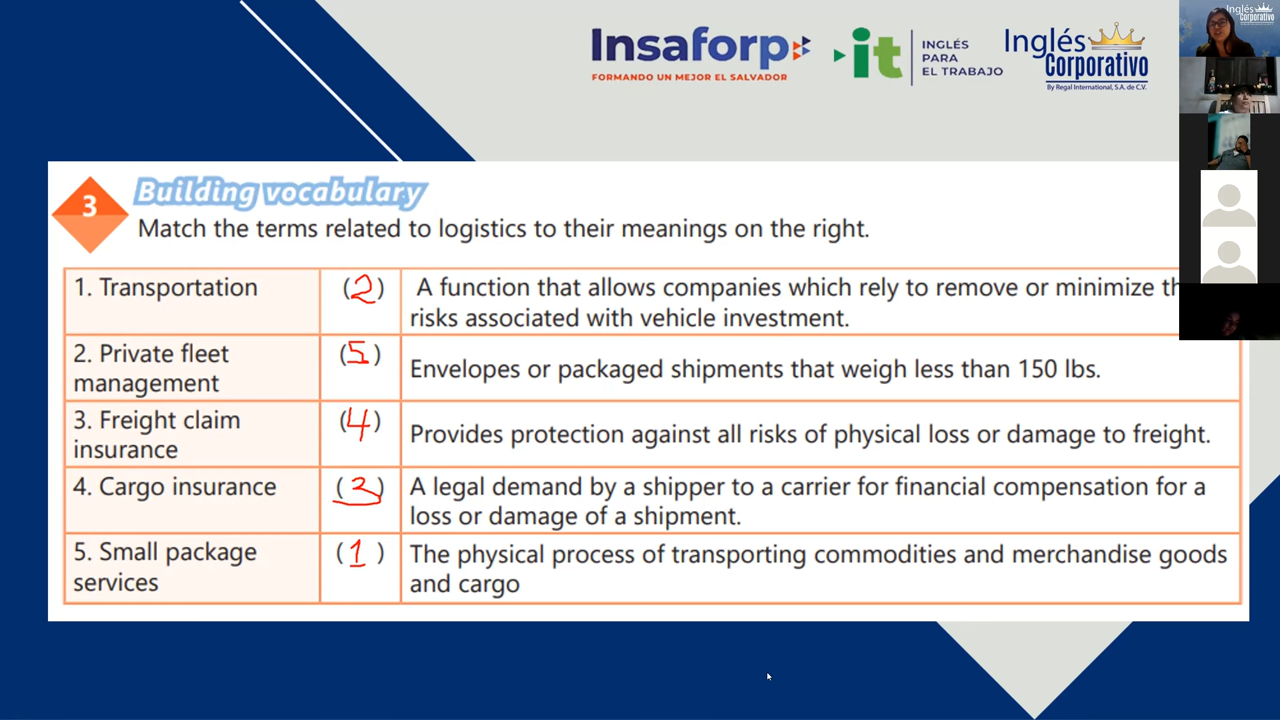 Insaforp
FORMANDO UN MEJOR EL SALVADOR
it
INGLÉS
PARA
EL TRABAJO
Inglés
Corporativo
By Regal International, S.A. de C.V.
Inglés
Corporativo
3
Building vocabulary
Match the terms related to logistics to their meanings on the right.
1. Transportation
(2)
A function that allows companies which rely to remove or minimize
risks associated with vehicle investment.
2. Private fleet
management
(5)
Envelopes or packaged shipments that weigh less than 150 lbs.
3. Freight claim
insurance
(4)
Provides protection against all risks of physical loss or damage to freight.
4. Cargo insurance
(3)
A legal demand by a shipper to a carrier for financial compensation for a
loss or damage of a shipment.
5. Small package
services
(1)
The physical process of transporting commodities and merchandise goods
and cargo